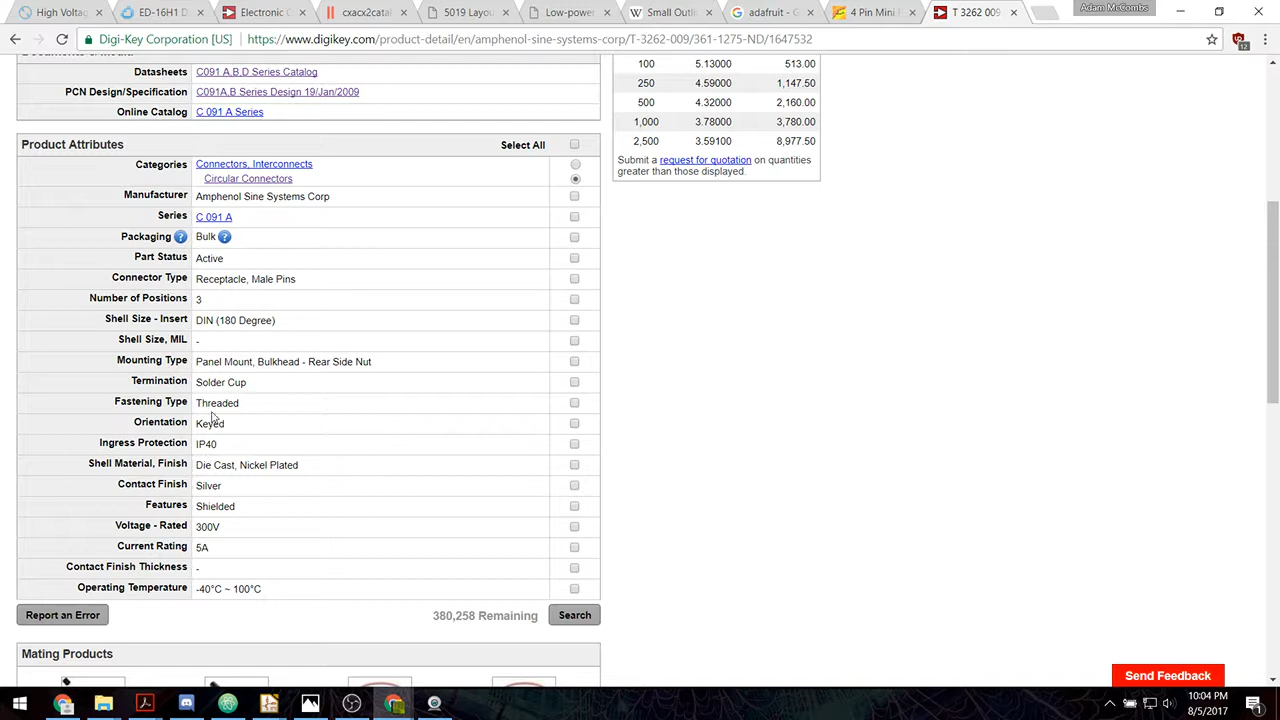 High Voltag
ED-16H1 D
Electronic C
cxacx2catal
5019 Layou
Low-power
Small Outli
adafruit - G
4 Pin Mini
T 3262 009
Adam McCombs
Digi-Key Corporation [US]
https://www.digikey.com/product-detail/en/amphenol-sine-systems-corp/T-3262-009/361-1275-ND/1647532
12
Datasheets C091 A,B,D Series Catalog
PCN Design/Specification C091A,B Series Design 19/Jan/2009
Online Catalog C 091 A Series
Product Attributes Select All
Categories Connectors, Interconnects
Circular Connectors
Manufacturer Amphenol Sine Systems Corp
Series C 091 A
Packaging ? Bulk ?
Part Status Active
Connector Type Receptacle, Male Pins
Number of Positions 3
Shell Size - Insert DIN (180 Degree)
Shell Size, MIL -
Mounting Type Panel Mount, Bulkhead - Rear Side Nut
Termination Solder Cup
Fastening Type Threaded
Orientation Keyed
Ingress Protection IP40
Shell Material, Finish Die Cast, Nickel Plated
Contact Finish Silver
Features Shielded
Voltage - Rated 300V
Current Rating 5A
Contact Finish Thickness -
Operating Temperature -40°C ~ 100°C
Report an Error 380,258 Remaining Search
Mating Products
100 5.13000 513.00
250 4.59000 1,147.50
500 4.32000 2,160.00
1,000 3.78000 3,780.00
2,500 3.59100 8,977.50
Submit a request for quotation on quantities
greater than those displayed.
Send Feedback
10:04 PM
8/5/2017
1